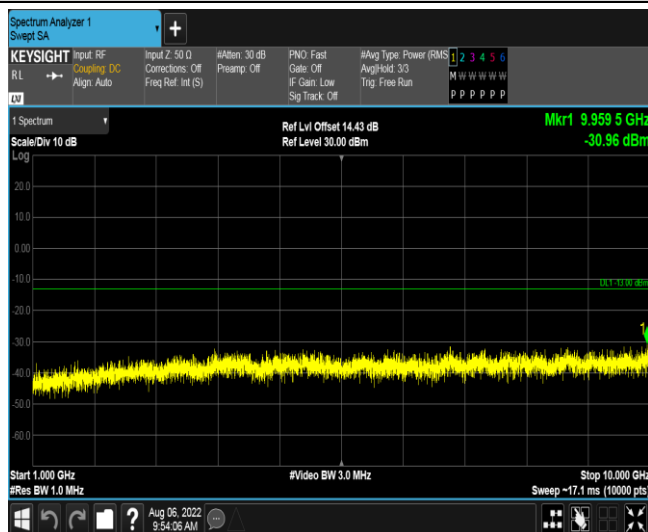 Spectrum Analyzer 1
Swept SA
+
KEYSIGHT Input: RF Input Z: 50 Ω #Atten: 30 dB PNO: Fast #Avg Type: Power (RMS 1 2 3 4 5 6
RL Coupling: DC Corrections: Off Preamp: Off Gate: Off Avg|Hold: 3/3 M W W W W W
Align: Auto Freq Ref: Int (S) IF Gain: Low Trig: Free Run
Sig Track: Off P P P P P P
LXI
1 Spectrum Ref Lvl Offset 14.43 dB Mkr1 9.959 5 GHz
Scale/Div 10 dB Ref Level 30.00 dBm -30.96 dBm
Log
20.0
10.0
0.00
-10.0
DL1 -13.00 dBm
-20.0
-30.0
1
-40.0
-50.0
-60.0
Start 1.000 GHz #Video BW 3.0 MHz Stop 10.000 GHz
#Res BW 1.0 MHz Sweep ~17.1 ms (10000 pts)
? Aug 06, 2022
9:54:06 AM